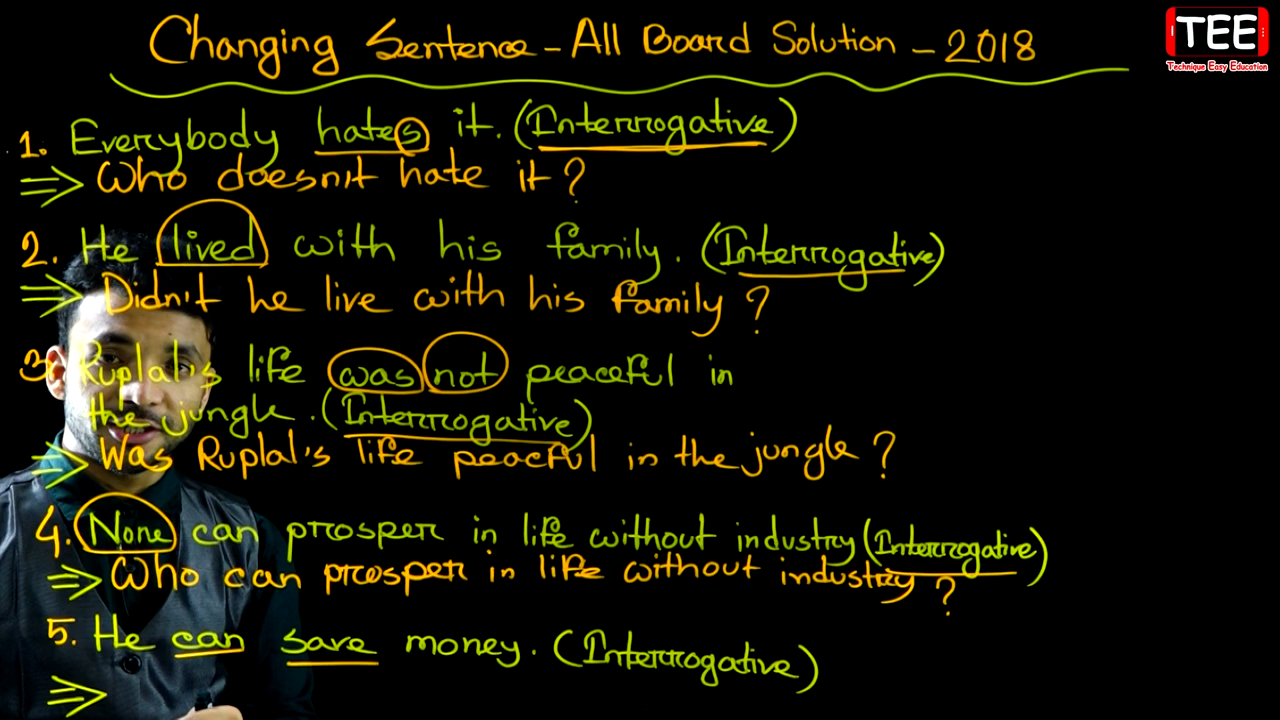 Changing Sentence - All Board Solution - 2018
TEE
Technique Easy Education
1. Everybody hates it. (Interrogative)
⇒ Who doesn't hate it?
2. He lived with his family. (Interrogative)
⇒ Didn't he live with his family?
3. Ruplal's life was not peaceful in
the jungle. (Interrogative)
⇒ Was Ruplal's life peacful in the jungle?
4. None can prosper in life without industry (Interrogative)
⇒ Who can prosper in life without industry?
5. He can save money. (Interrogative)
⇒